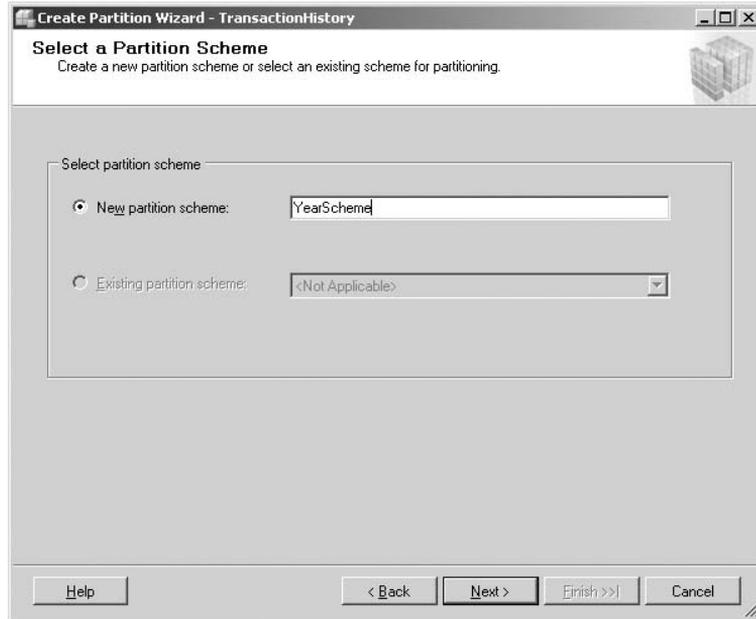 Create Partition Wizard - TransactionHistory
Select a Partition Scheme
Create a new partition scheme or select an existing scheme for partitioning.
Select partition scheme
New partition scheme: YearScheme
Existing partition scheme: <Not Applicable>
Help < Back Next > Finish >>| Cancel